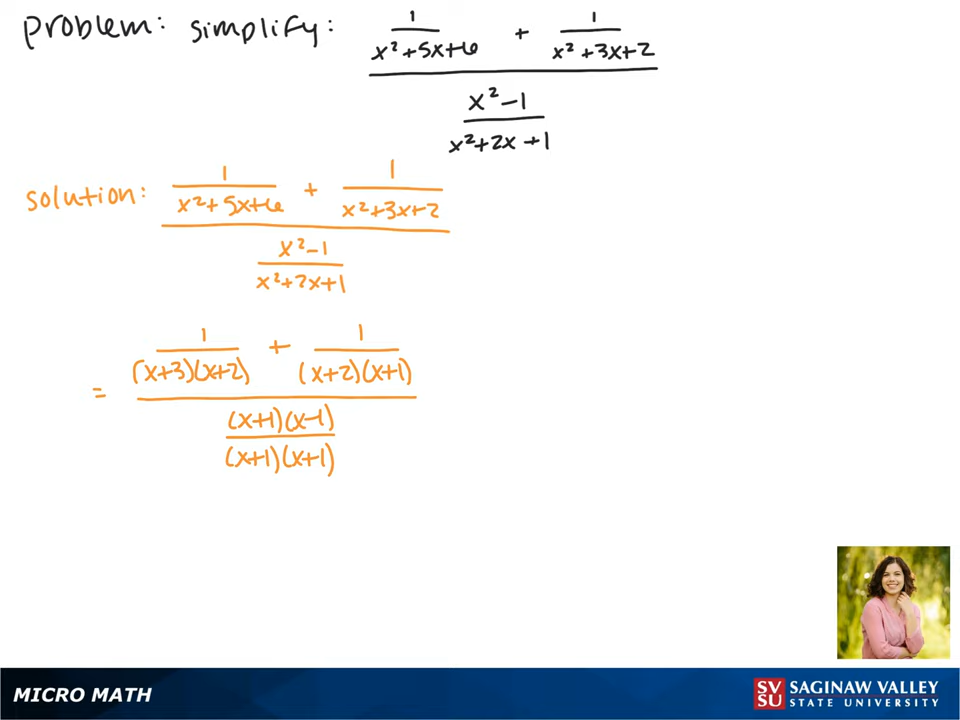 problem: simplify: 1/(x²+5x+6) + 1/(x²+3x+2)
x²-1
x²+2x+1
solution: 1/(x²+5x+6) + 1/(x²+3x+2)
x²-1
x²+2x+1
= 1/((x+3)(x+2)) + 1/((x+2)(x+1))
(x+1)(x-1)
(x+1)(x+1)
MICRO MATH
SV SU SAGINAW VALLEY
STATE UNIVERSITY